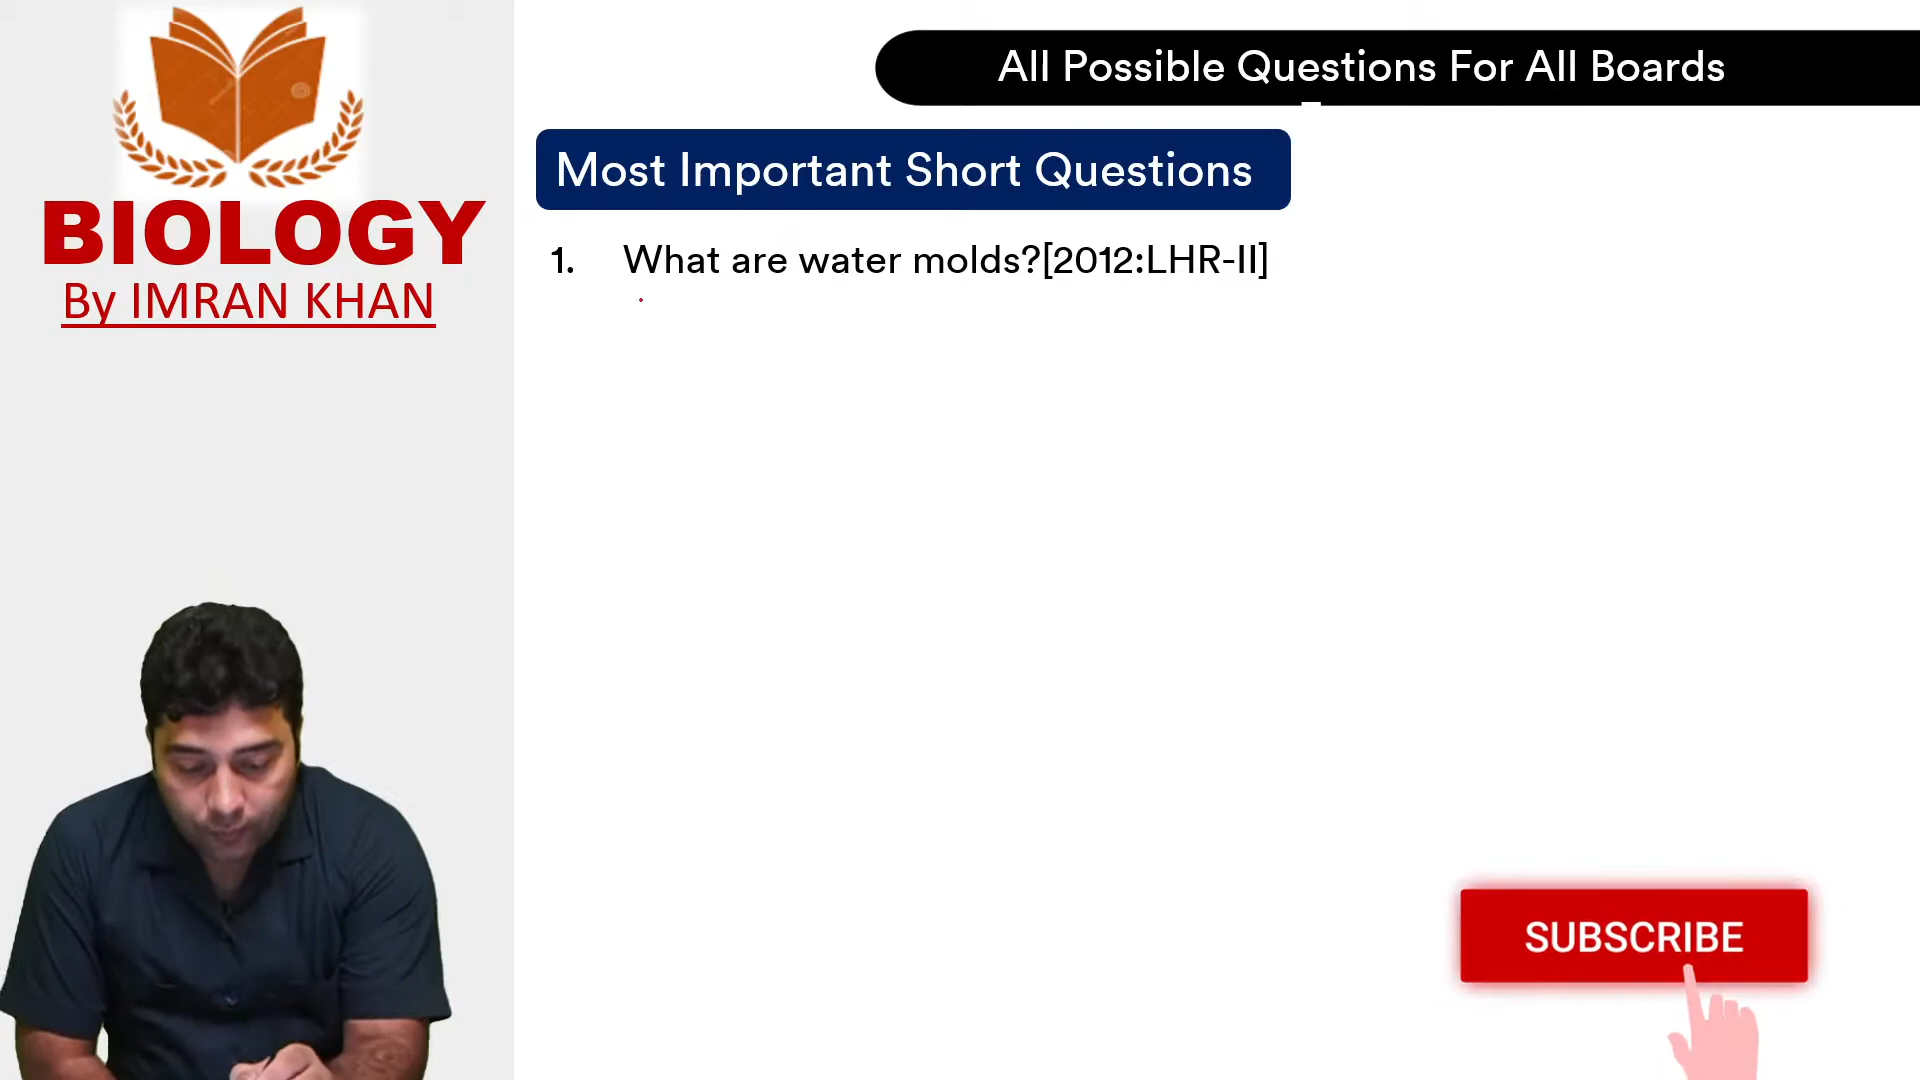 BIOLOGY
By IMRAN KHAN
All Possible Questions For All Boards
Most Important Short Questions
1. What are water molds?[2012:LHR-II]
SUBSCRIBE